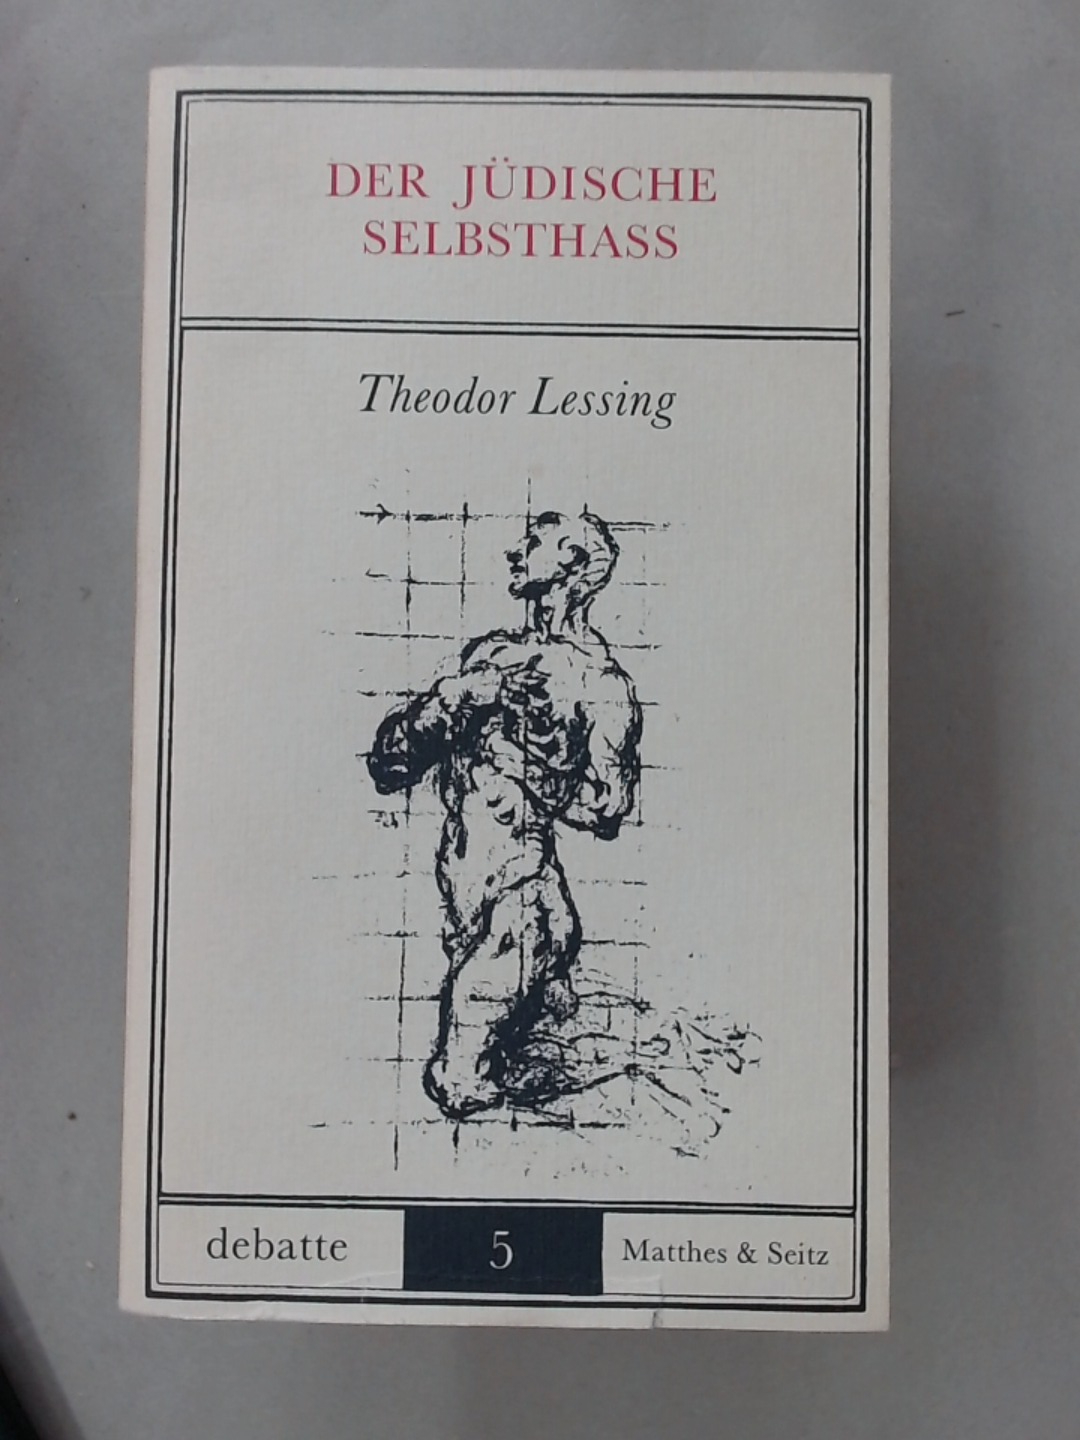 DER JÜDISCHE
SELBSTHASS
Theodor Lessing
debatte
5
Matthes & Seitz